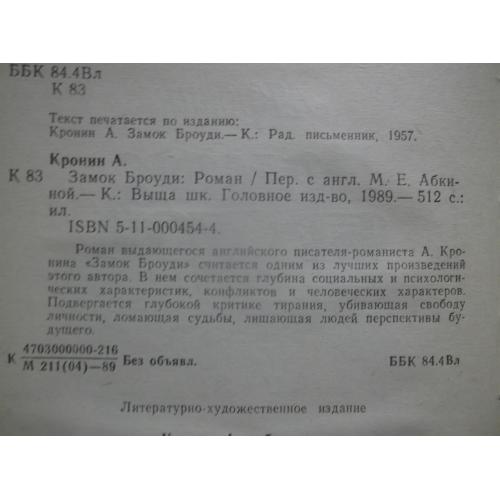 ББК 84.4Вл
К 83
Текст печатается по изданию:
Кронин А. Замок Броуди.— К.: Рад. письменник, 1957.
Кронин А.
К 83 Замок Броуди: Роман / Пер. с англ. М. Е. Абки-
ной.— К.: Выща шк. Головное изд-во, 1989.— 512 с.:
ил.
ISBN 5-11-000454-4.
Роман выдающегося английского писателя-романиста А. Кро-
нина «Замок Броуди» считается одним из лучших произведений
этого автора. В нем сочетается глубина социальных и психологи-
ческих характеристик, конфликтов и человеческих характеров.
Подвергается глубокой критике тирания, убивающая свободу
личности, ломающая судьбы, лишающая людей перспективы бу-
дущего.
К 4703000000-216
М 211(04)—89 Без объявл. ББК 84.4Вл
Литературно-художественное издание